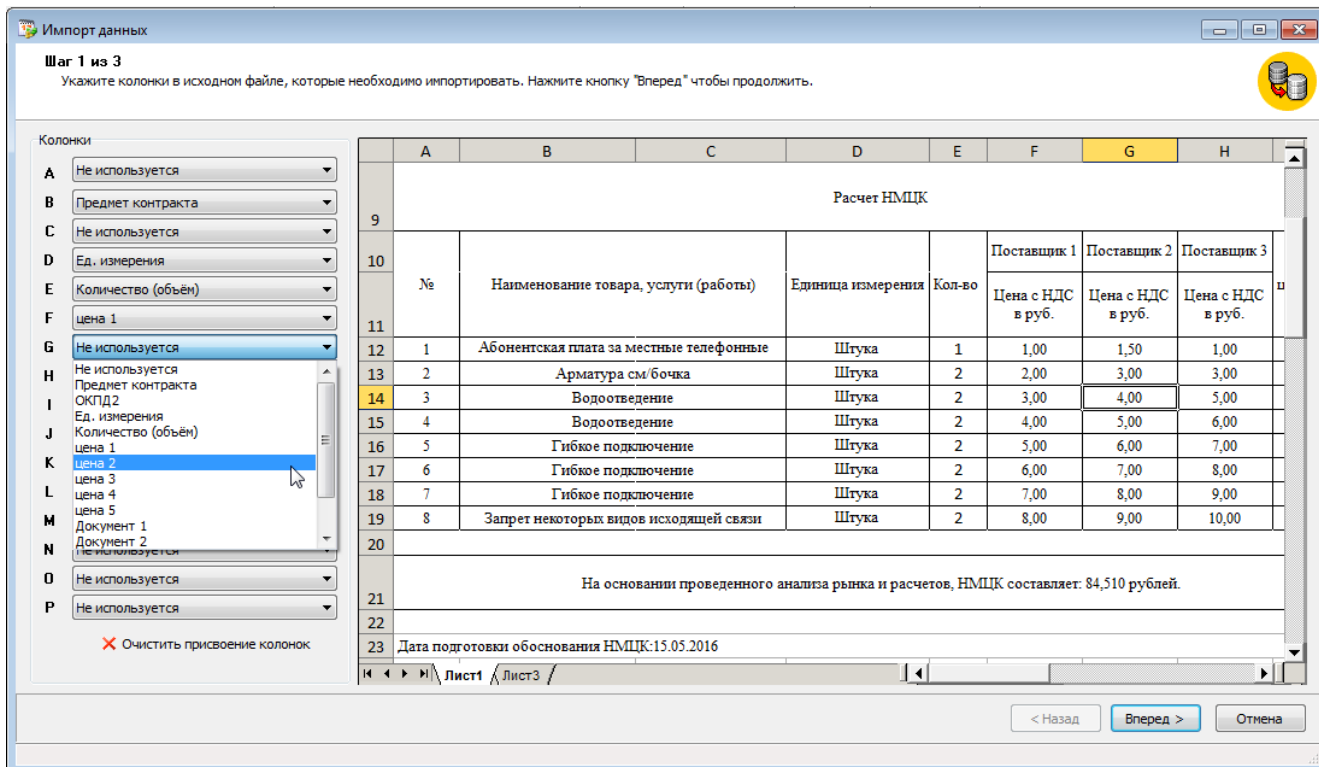 Импорт данных
Шаг 1 из 3
Укажите колонки в исходном файле, которые необходимо импортировать. Нажмите кнопку "Вперед" чтобы продолжить.
Колонки
A Не используется
B Предмет контракта
C Не используется
D Ед. измерения
E Количество (объём)
F цена 1
G Не используется
H
I
J
K
L
M
N Не используется
O Не используется
P Не используется
Не используется
Предмет контракта
ОКПД2
Ед. измерения
Количество (объём)
цена 1
цена 2
цена 3
цена 4
цена 5
Документ 1
Документ 2
Очистить присвоение колонок
A B C D E F G H
9 Расчет НМЦК
10 Поставщик 1 Поставщик 2 Поставщик 3
№ Наименование товара, услуги (работы) Единица измерения Кол-во
11 Цена с НДС в руб. Цена с НДС в руб. Цена с НДС в руб.
12 1 Абонентская плата за местные телефонные Штука 1 1,00 1,50 1,00
13 2 Арматура см/бочка Штука 2 2,00 3,00 3,00
14 3 Водоотведение Штука 2 3,00 4,00 5,00
15 4 Водоотведение Штука 2 4,00 5,00 6,00
16 5 Гибкое подключение Штука 2 5,00 6,00 7,00
17 6 Гибкое подключение Штука 2 6,00 7,00 8,00
18 7 Гибкое подключение Штука 2 7,00 8,00 9,00
19 8 Запрет некоторых видов исходящей связи Штука 2 8,00 9,00 10,00
20
21 На основании проведенного анализа рынка и расчетов, НМЦК составляет: 84,510 рублей.
22
23 Дата подготовки обоснования НМЦК:15.05.2016
Лист1 Лист3
< Назад Вперед > Отмена